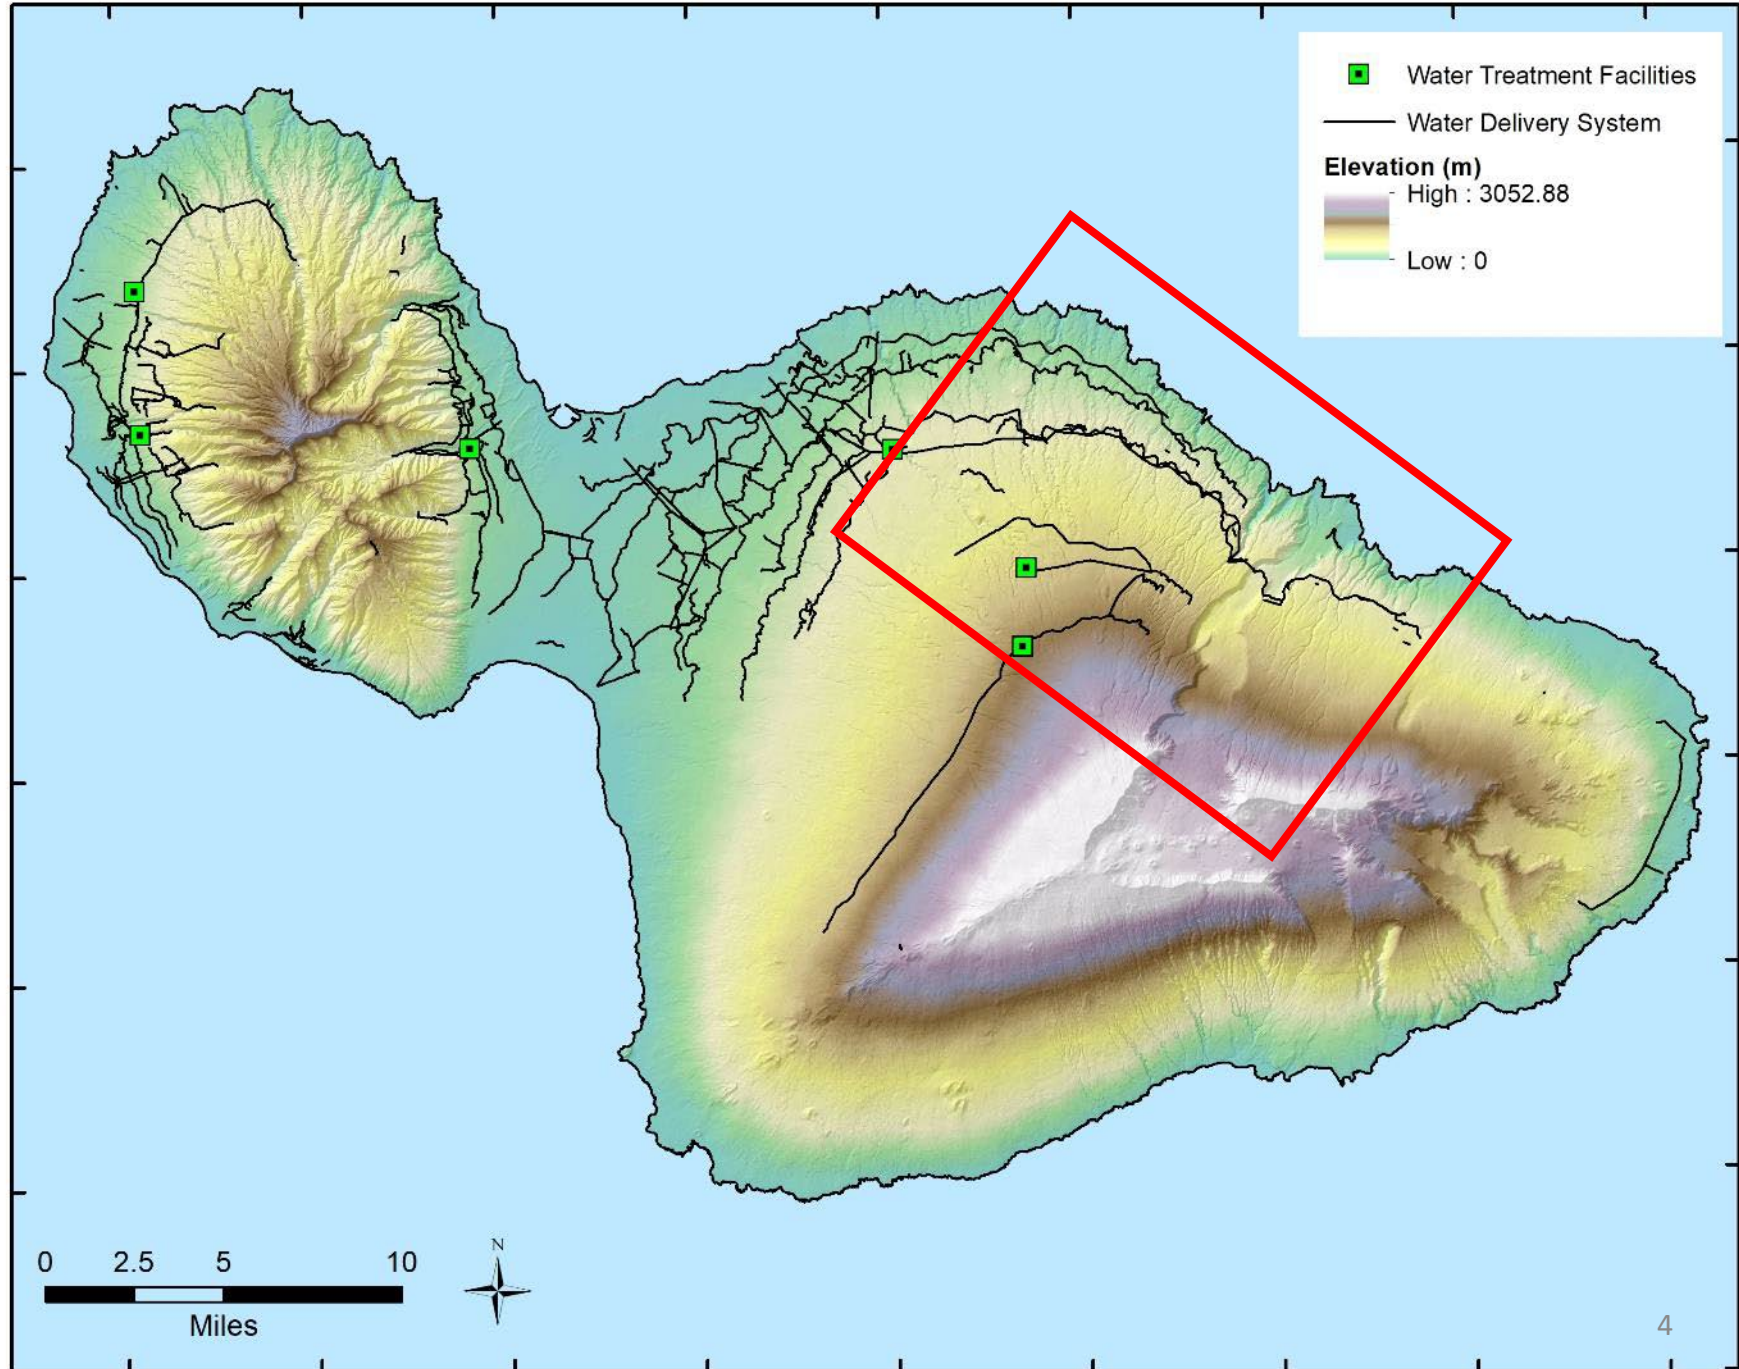 Water Treatment Facilities
Water Delivery System
Elevation (m)
High : 3052.88
Low : 0
N
0 2.5 5 10
Miles
4